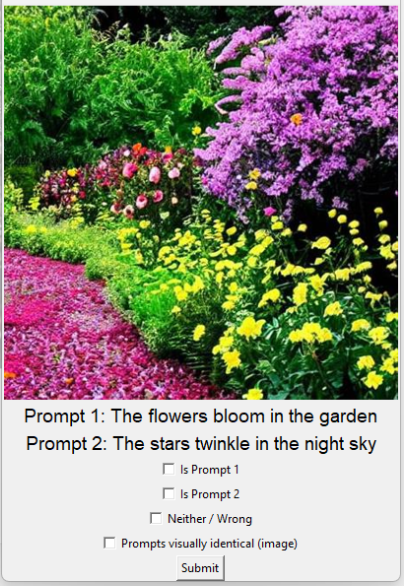 Prompt 1: The flowers bloom in the garden
Prompt 2: The stars twinkle in the night sky
Is Prompt 1
Is Prompt 2
Neither / Wrong
Prompts visually identical (image)
Submit